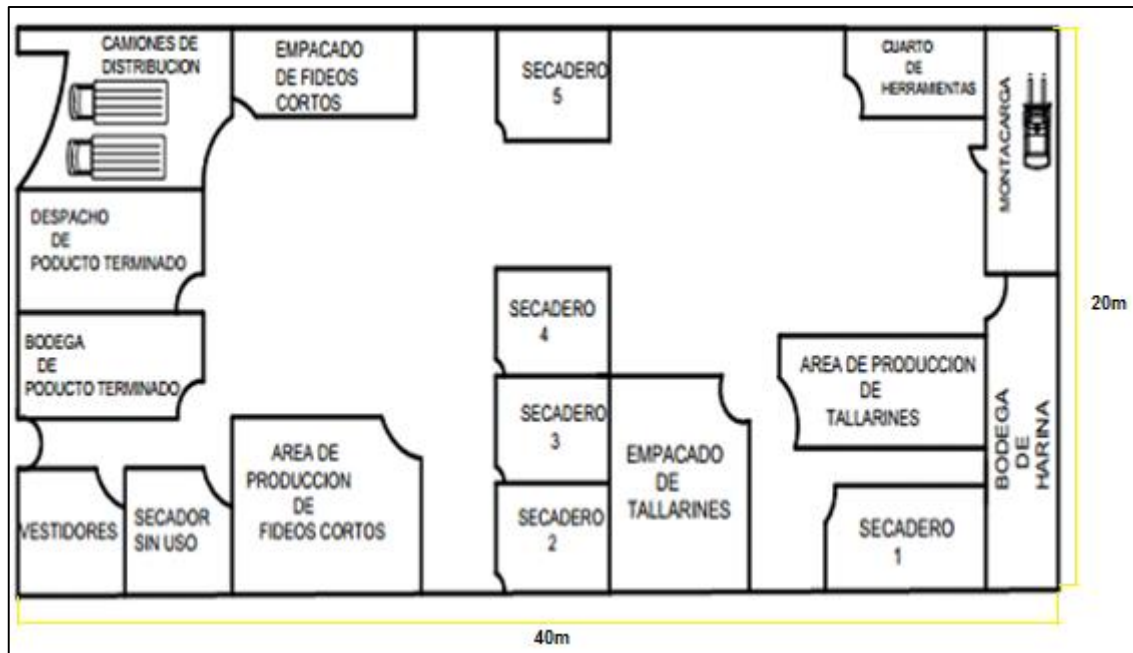 CAMIONES DE
DISTRIBUCION
EMPACADO
DE FIDEOS
CORTOS
SECADERO
5
CUARTO
DE
HERRAMIENTAS
MONTACARGA
DESPACHO
DE
PODUCTO TERMINADO
SECADERO
4
20m
BODEGA
DE
PODUCTO TERMINADO
AREA DE PRODUCCION
DE
TALLARINES
BODEGA
DE
HARINA
SECADERO
3
AREA DE
PRODUCCION
DE
FIDEOS CORTOS
EMPACADO
DE
TALLARINES
VESTIDORES
SECADOR
SIN USO
SECADERO
2
SECADERO
1
40m